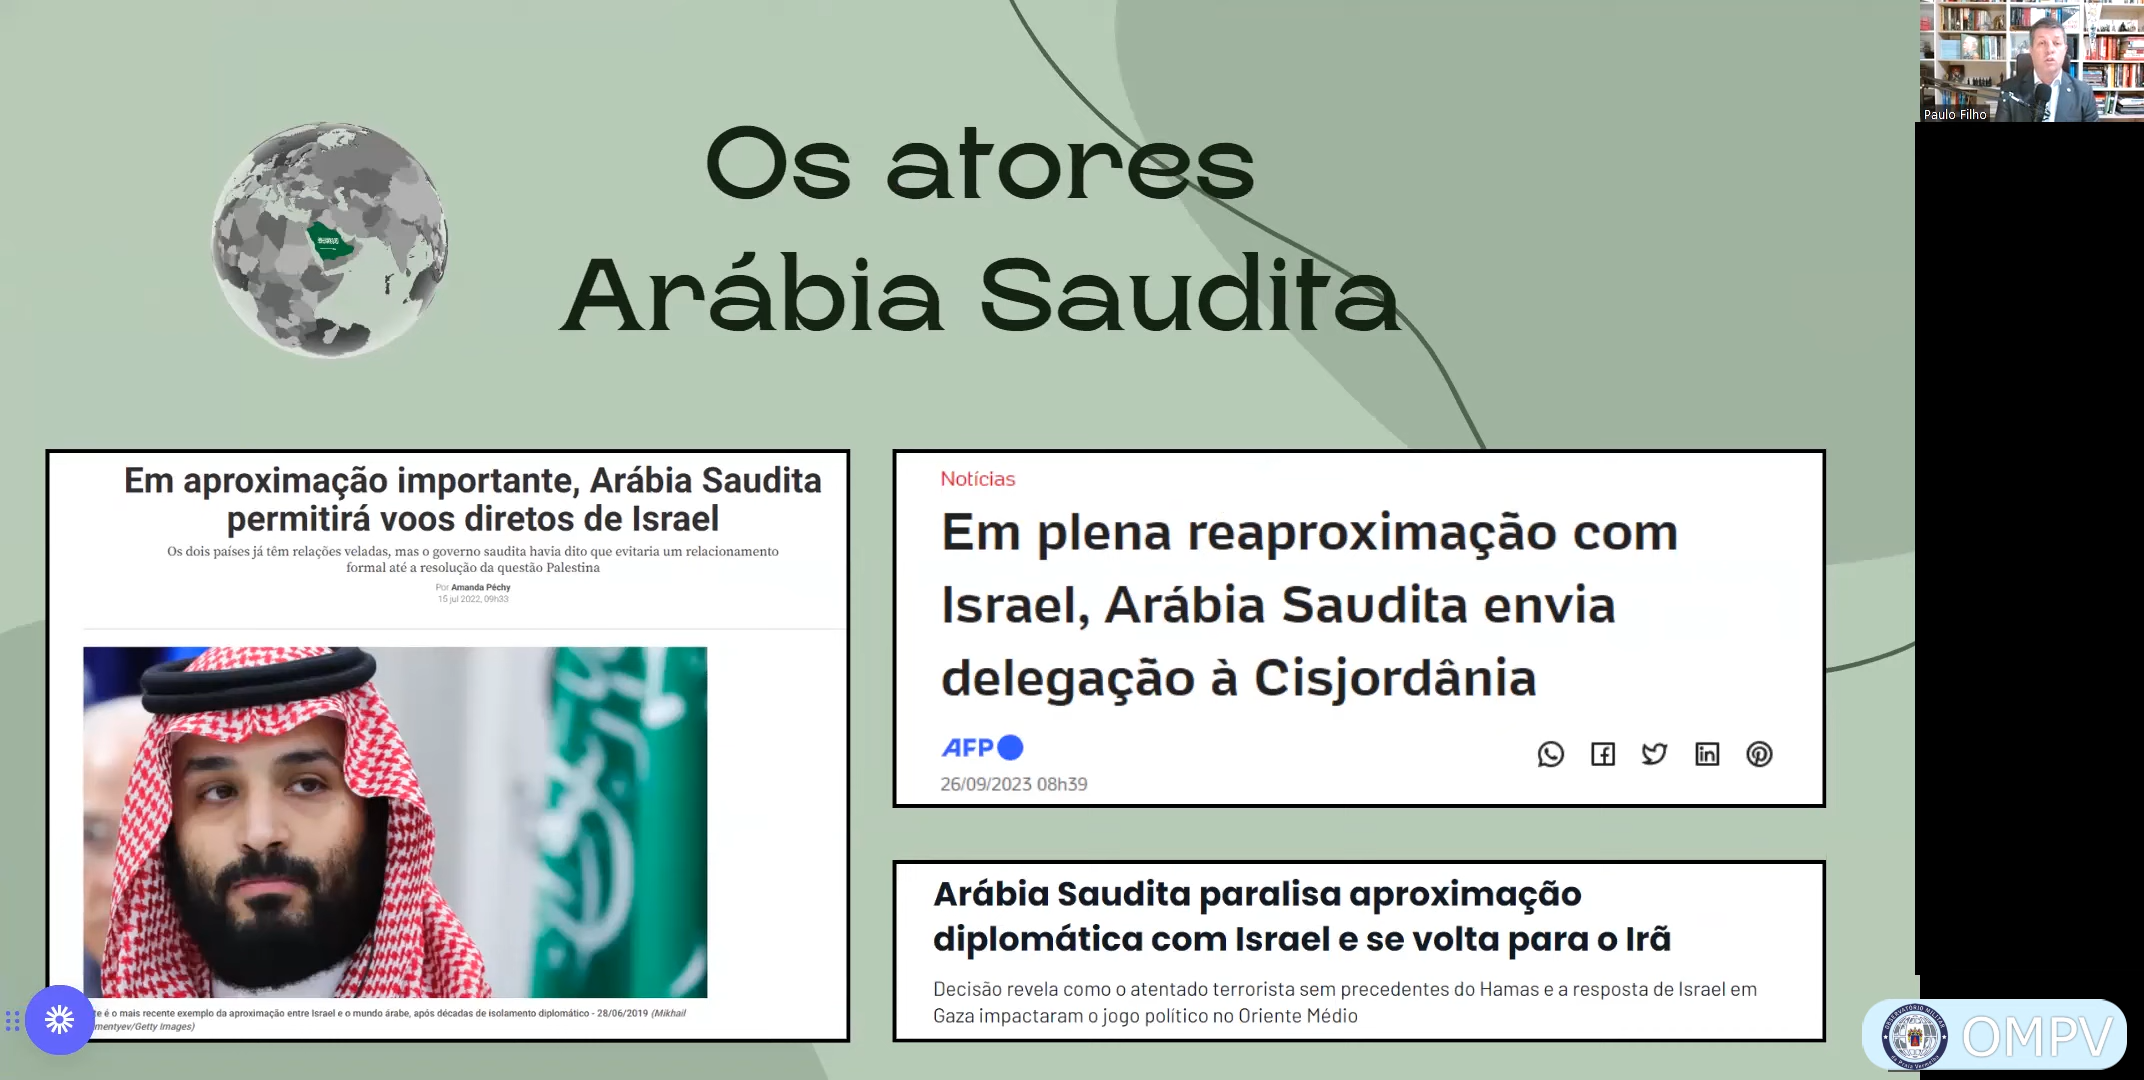 Os atores
Arábia Saudita
Paulo Filho
Em aproximação importante, Arábia Saudita
permitirá voos diretos de Israel
Os dois países já têm relações veladas, mas o governo saudita havia dito que evitaria um relacionamento
formal até a resolução da questão Palestina
Por Amanda Péchy
15 jul 2022, 09h33
é o mais recente exemplo da aproximação entre Israel e o mundo árabe, após décadas de isolamento diplomático - 28/06/2019 (Mikhail
mentyev/Getty Images)
Notícias
Em plena reaproximação com
Israel, Arábia Saudita envia
delegação à Cisjordânia
AFP
26/09/2023 08h39
Arábia Saudita paralisa aproximação
diplomática com Israel e se volta para o Irã
Decisão revela como o atentado terrorista sem precedentes do Hamas e a resposta de Israel em
Gaza impactaram o jogo político no Oriente Médio
OMPV